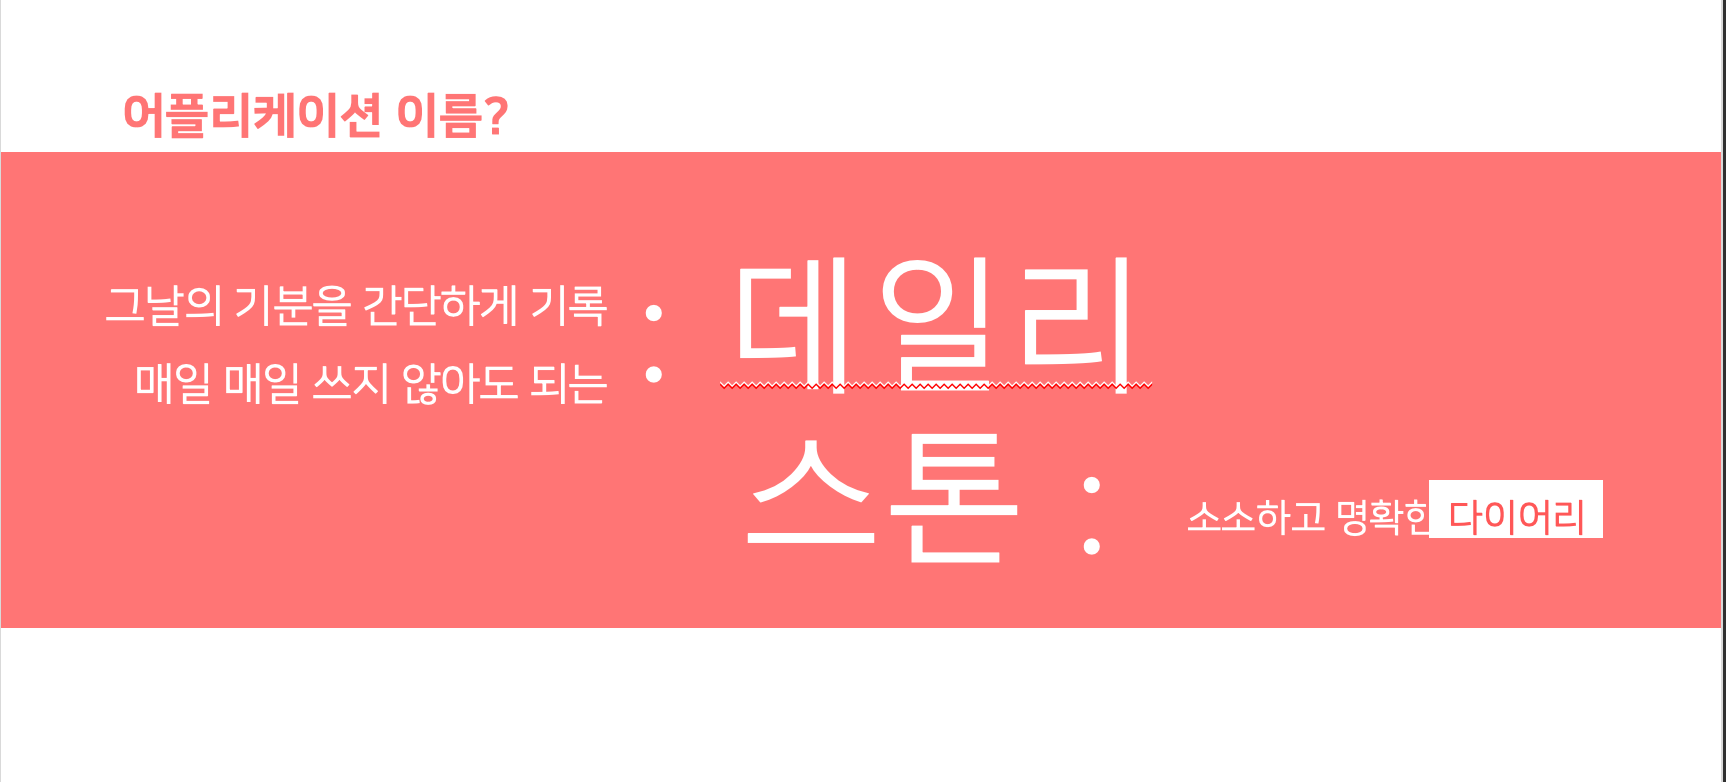 어플리케이션 이름?
그날의 기분을 간단하게 기록 : 데일리
매일 매일 쓰지 않아도 되는
스톤 : 소소하고 명확한 다이어리